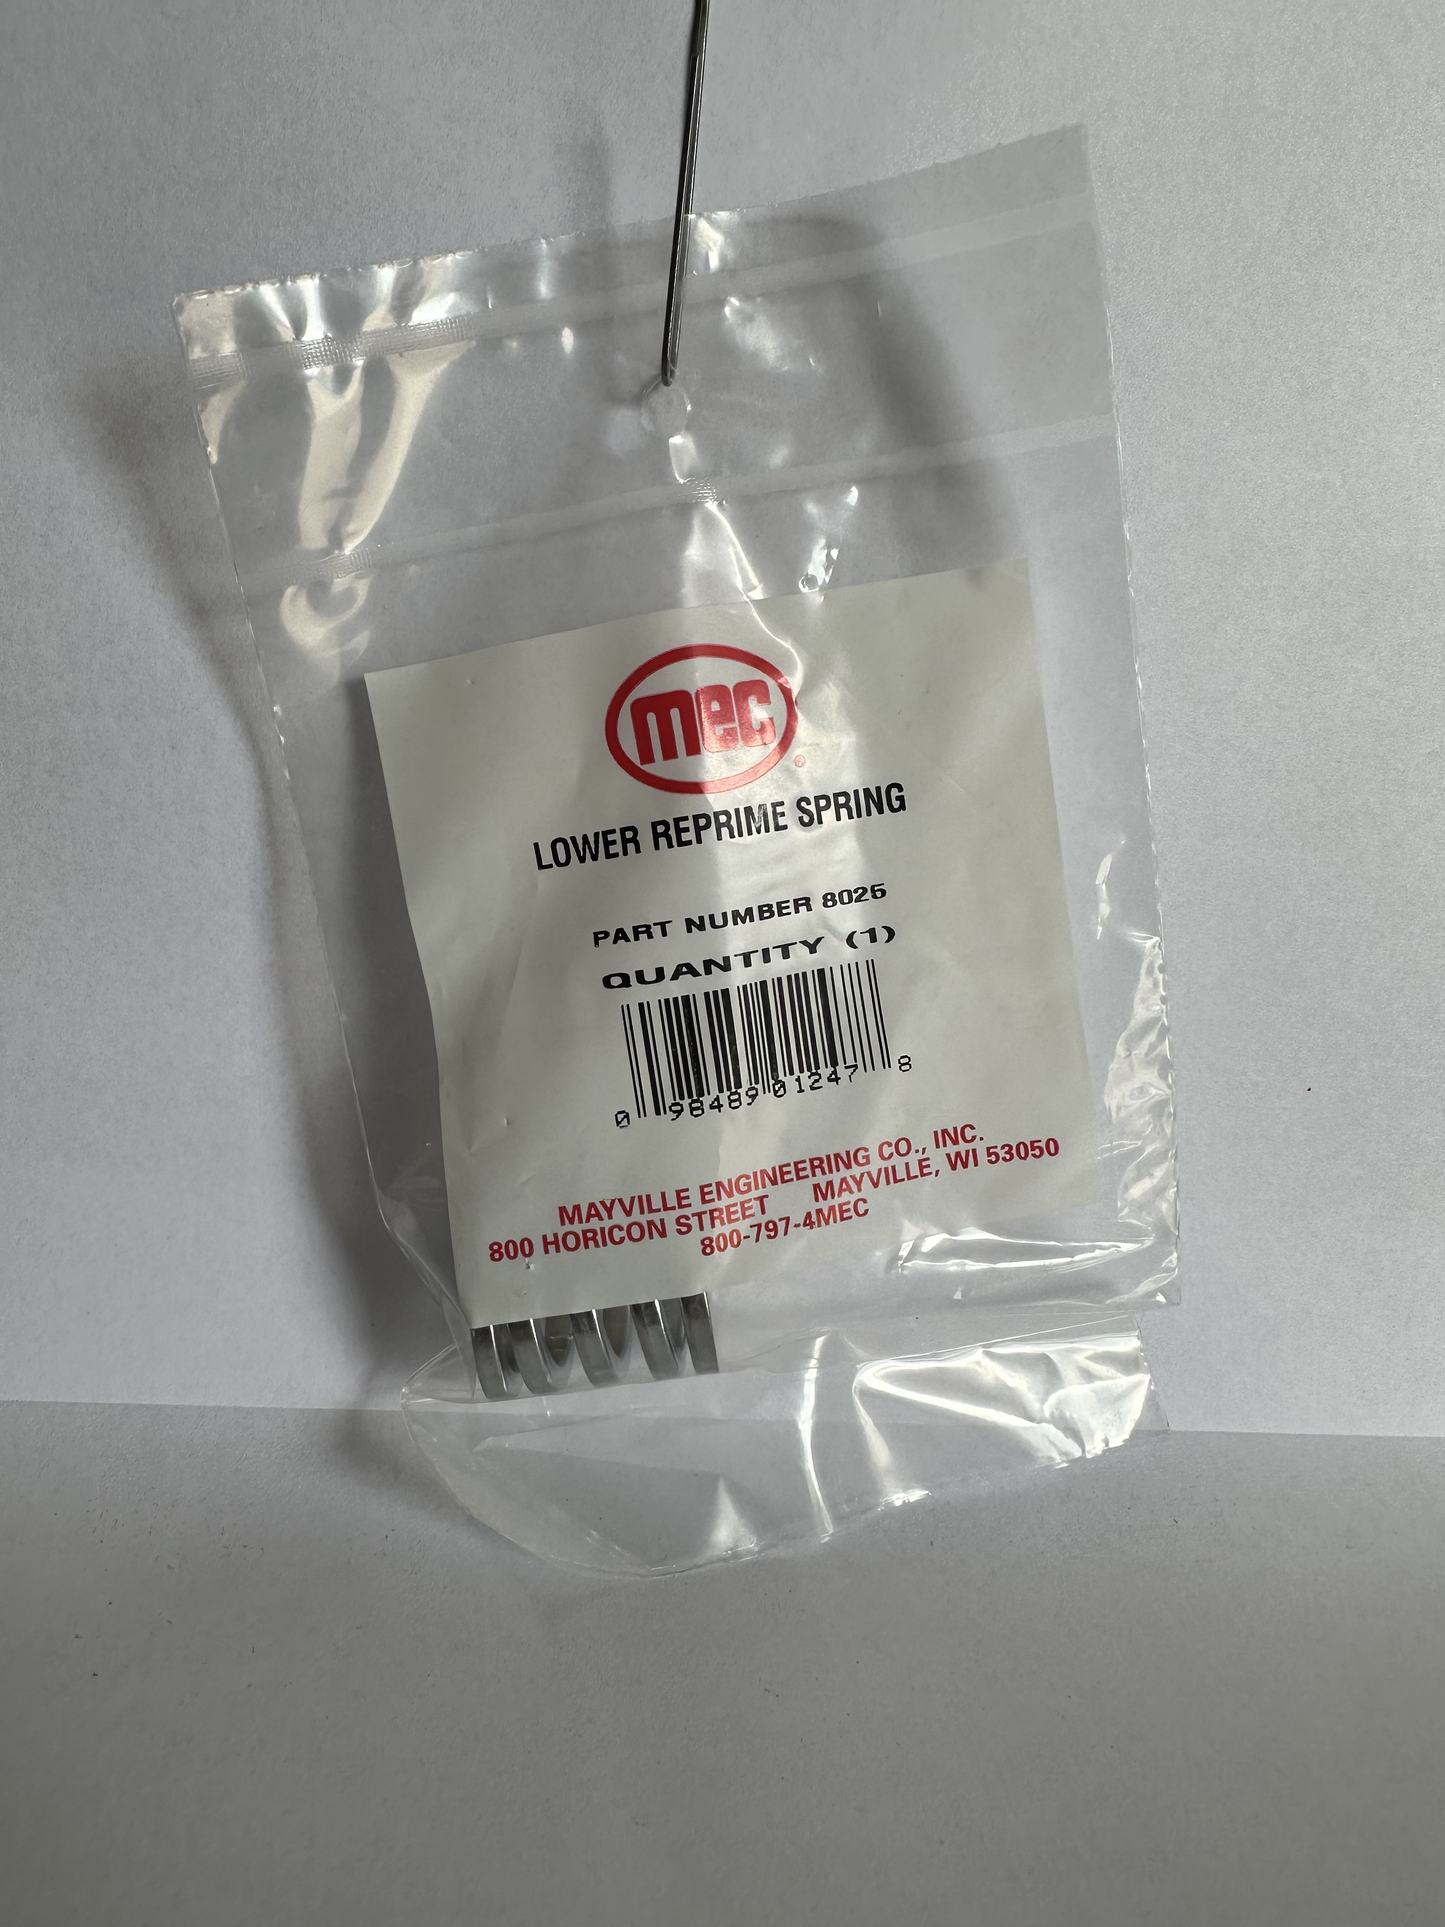 mec
®
LOWER REPRIME SPRING
PART NUMBER 8025
QUANTITY (1)
0 98489 01247 8
MAYVILLE ENGINEERING CO., INC.
800 HORICON STREET MAYVILLE, WI 53050
800-797-4MEC